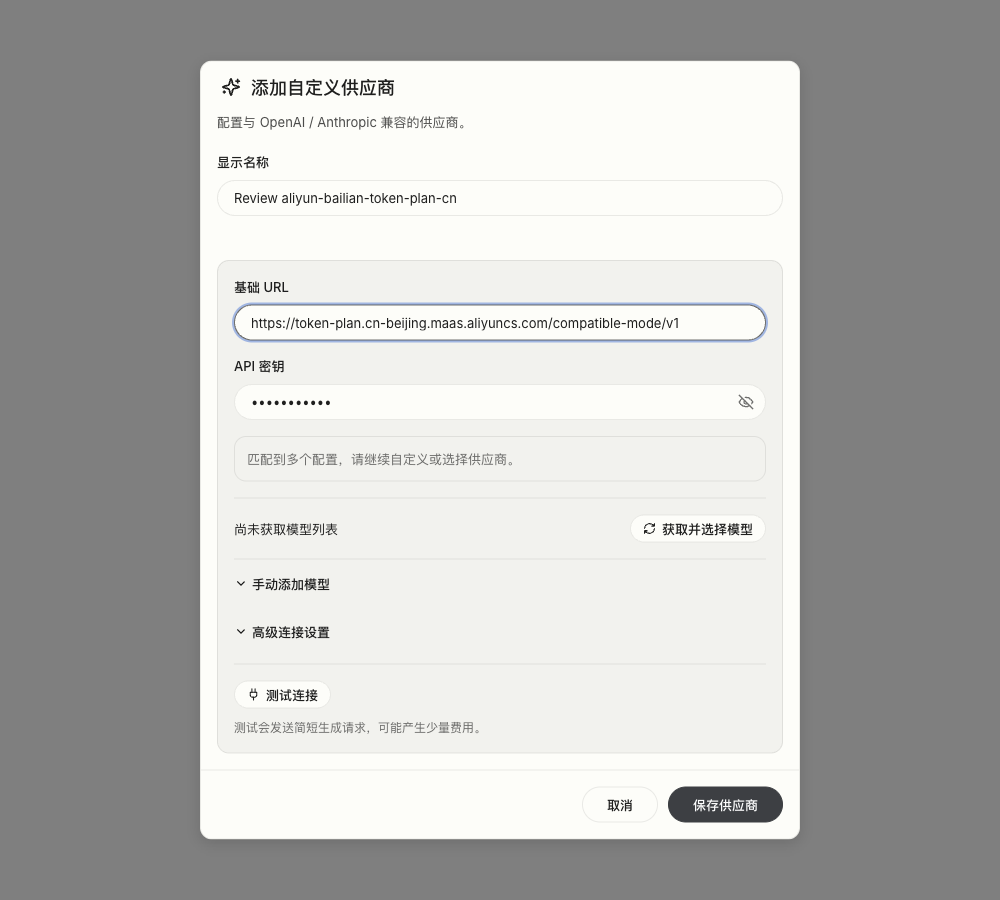 添加自定义供应商
配置与 OpenAI / Anthropic 兼容的供应商。
显示名称
Review aliyun-bailian-token-plan-cn
基础 URL
https://token-plan.cn-beijing.maas.aliyuncs.com/compatible-mode/v1
API 密钥
•••••••••••
匹配到多个配置，请继续自定义或选择供应商。
尚未获取模型列表
获取并选择模型
手动添加模型
高级连接设置
测试连接
测试会发送简短生成请求，可能产生少量费用。
取消
保存供应商